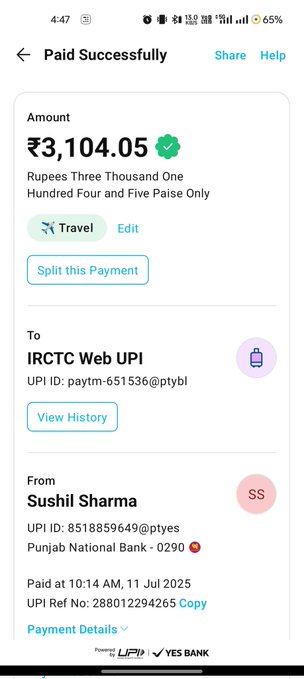 4:47
13.0
KB/S
65%
Paid Successfully
Share
Help
Amount
₹3,104.05
Rupees Three Thousand One
Hundred Four and Five Paise Only
Travel
Edit
Split this Payment
To
IRCTC Web UPI
UPI ID: paytm-651536@ptybl
View History
From
Sushil Sharma
SS
UPI ID: 8518859649@ptyes
Punjab National Bank - 0290
Paid at 10:14 AM, 11 Jul 2025
UPI Ref No: 288012294265 Copy
Payment Details
Powered
by
UPI
YES BANK